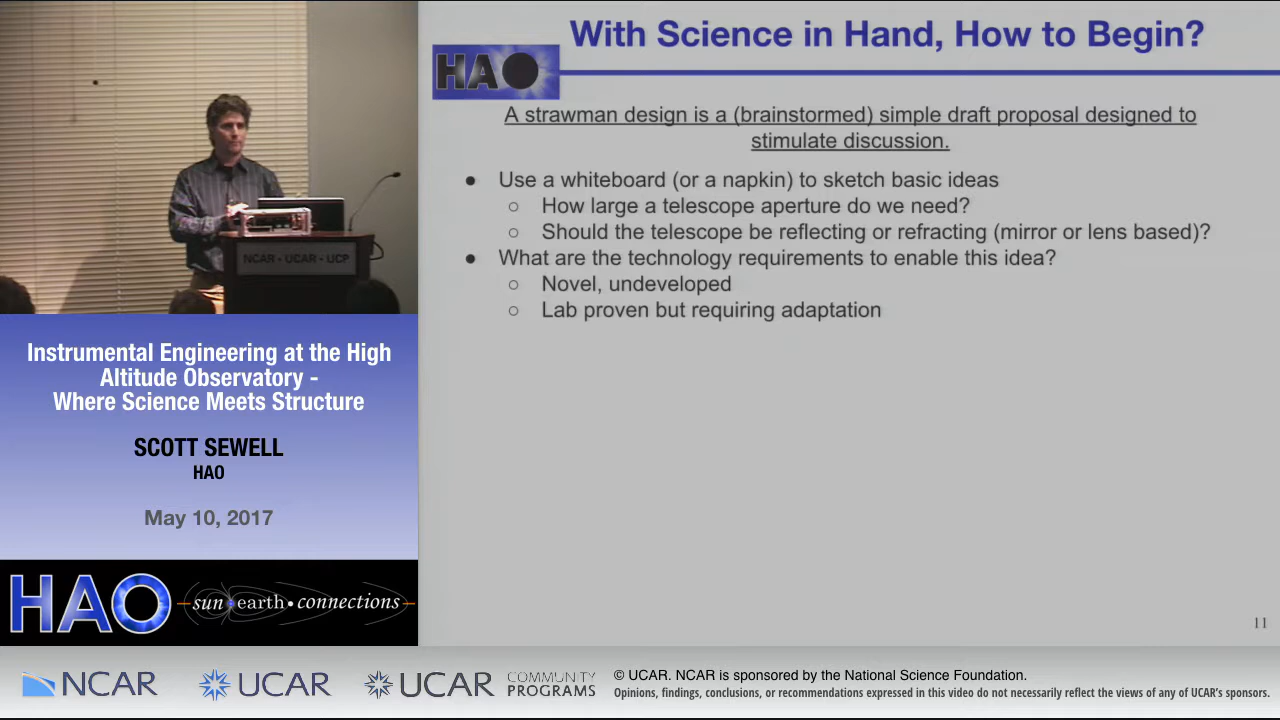 With Science in Hand, How to Begin?
HAO
A strawman design is a (brainstormed) simple draft proposal designed to
stimulate discussion.
● Use a whiteboard (or a napkin) to sketch basic ideas
○ How large a telescope aperture do we need?
○ Should the telescope be reflecting or refracting (mirror or lens based)?
● What are the technology requirements to enable this idea?
○ Novel, undeveloped
○ Lab proven but requiring adaptation
11
NCAR • UCAR • UCP
Instrumental Engineering at the High
Altitude Observatory -
Where Science Meets Structure
SCOTT SEWELL
HAO
May 10, 2017
HAO
sun • earth • connections
NCAR
UCAR
UCAR
COMMUNITY
PROGRAMS
© UCAR. NCAR is sponsored by the National Science Foundation.
Opinions, findings, conclusions, or recommendations expressed in this video do not necessarily reflect the views of any of UCAR's sponsors.